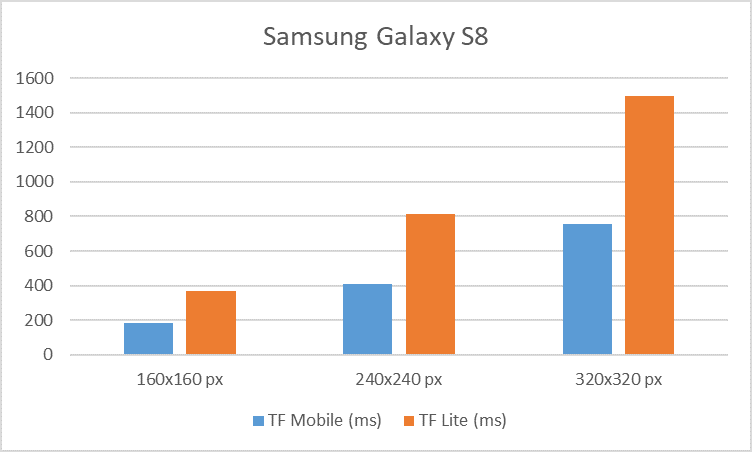 Samsung Galaxy S8
1600
1400
1200
1000
800
600
400
200
0
160x160 px
240x240 px
320x320 px
TF Mobile (ms)
TF Lite (ms)